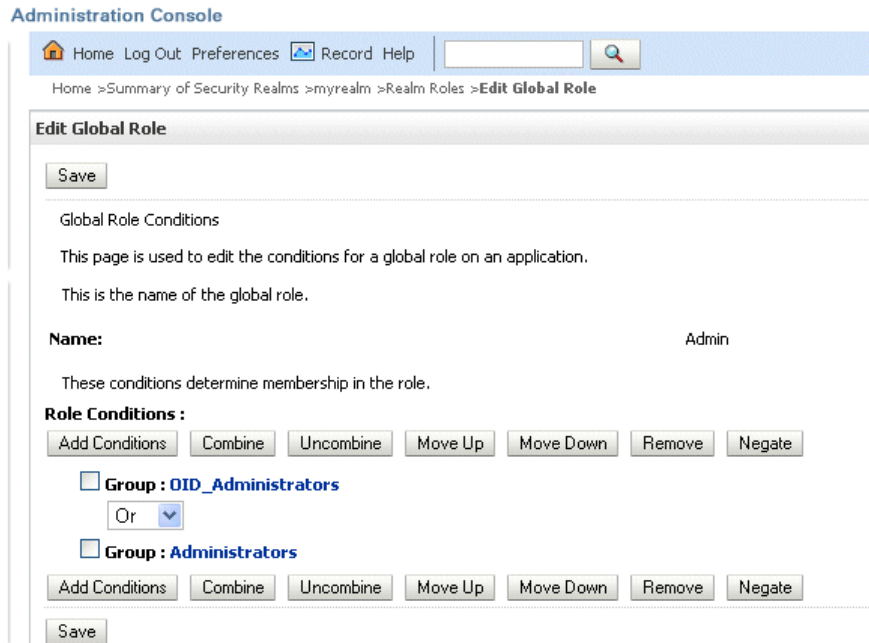 Administration Console
Home Log Out Preferences Record Help
Home >Summary of Security Realms >myrealm >Realm Roles >Edit Global Role
Edit Global Role
Save
Global Role Conditions
This page is used to edit the conditions for a global role on an application.
This is the name of the global role.
Name: Admin
These conditions determine membership in the role.
Role Conditions :
Add Conditions Combine Uncombine Move Up Move Down Remove Negate
Group : OID_Administrators
Or
Group : Administrators
Add Conditions Combine Uncombine Move Up Move Down Remove Negate
Save